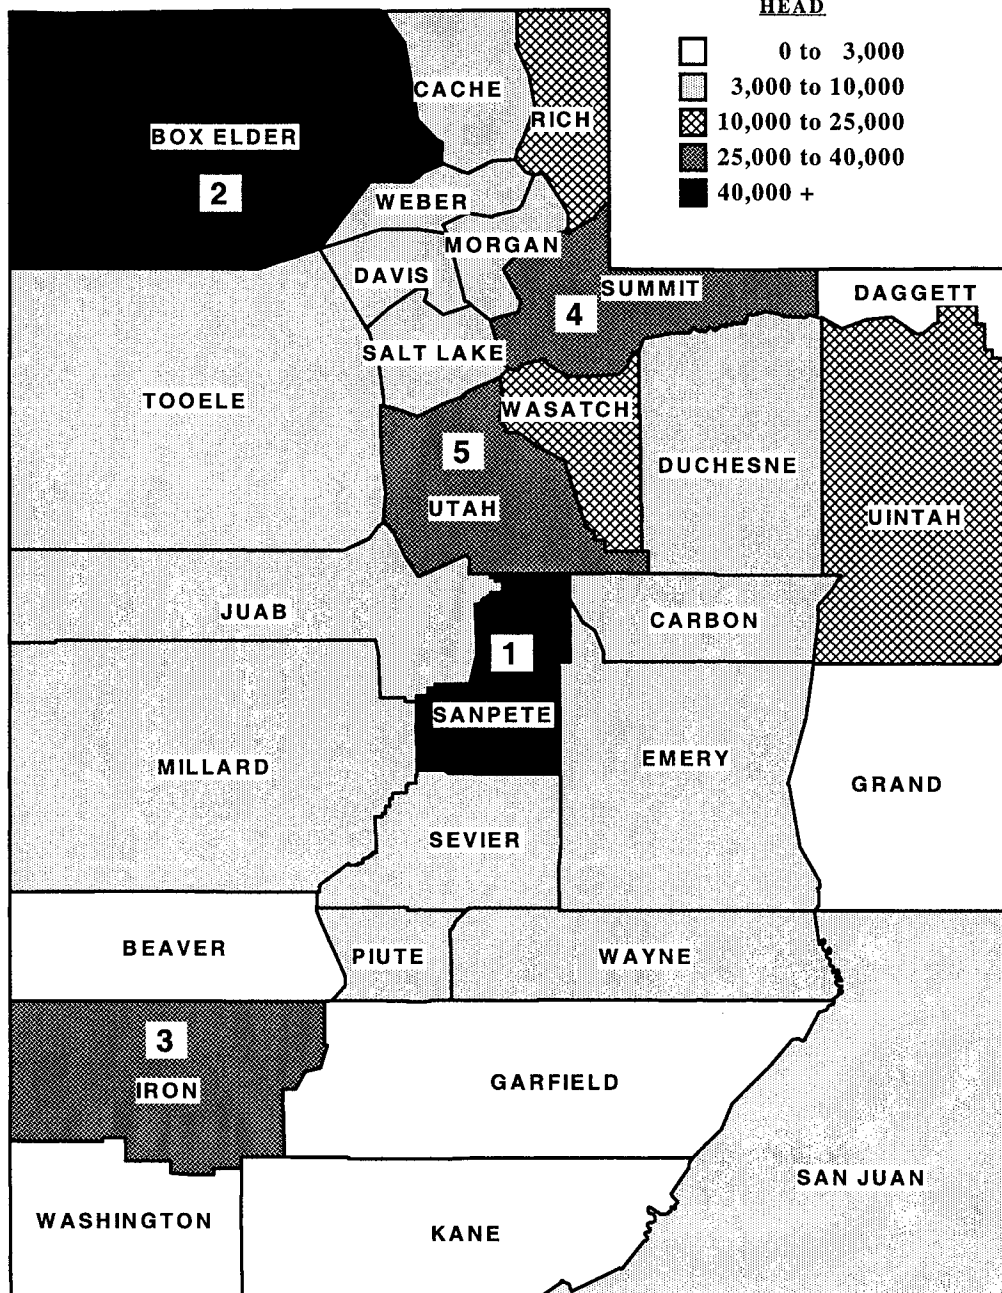 HEAD
0 to 3,000
3,000 to 10,000
10,000 to 25,000
25,000 to 40,000
40,000 +
CACHE
RICH
BOX ELDER
2
WEBER
MORGAN
DAVIS
SUMMIT
DAGGETT
4
SALT LAKE
TOOELE
WASATCH
5
DUCHESNE
UTAH
UINTAH
JUAB
CARBON
1
SANPETE
MILLARD
EMERY
GRAND
SEVIER
BEAVER
PIUTE
WAYNE
3
IRON
GARFIELD
SAN JUAN
WASHINGTON
KANE